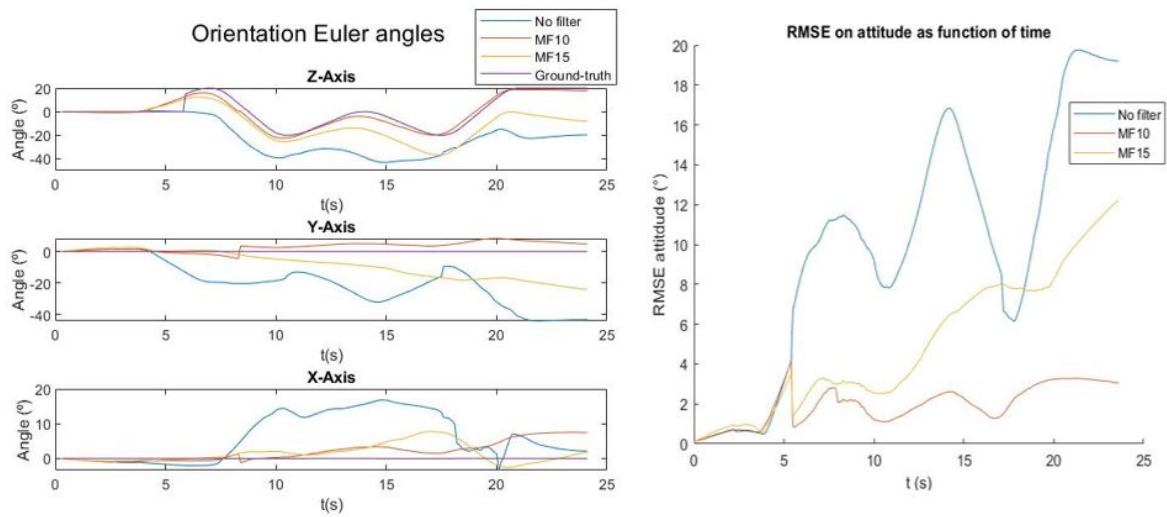 Orientation Euler angles
No filter
MF10
MF15
Ground-truth
Z-Axis
20
0
-20
-40
Angle (º)
0 5 10 15 20 25
t(s)
Y-Axis
0
-20
-40
Angle (º)
0 5 10 15 20 25
t(s)
X-Axis
20
10
0
Angle (º)
0 5 10 15 20 25
t(s)
RMSE on attitude as function of time
20
18
16
14
12
10
8
6
4
2
0
RMSE attitdude (°)
No filter
MF10
MF15
0 5 10 15 20 25
t (s)